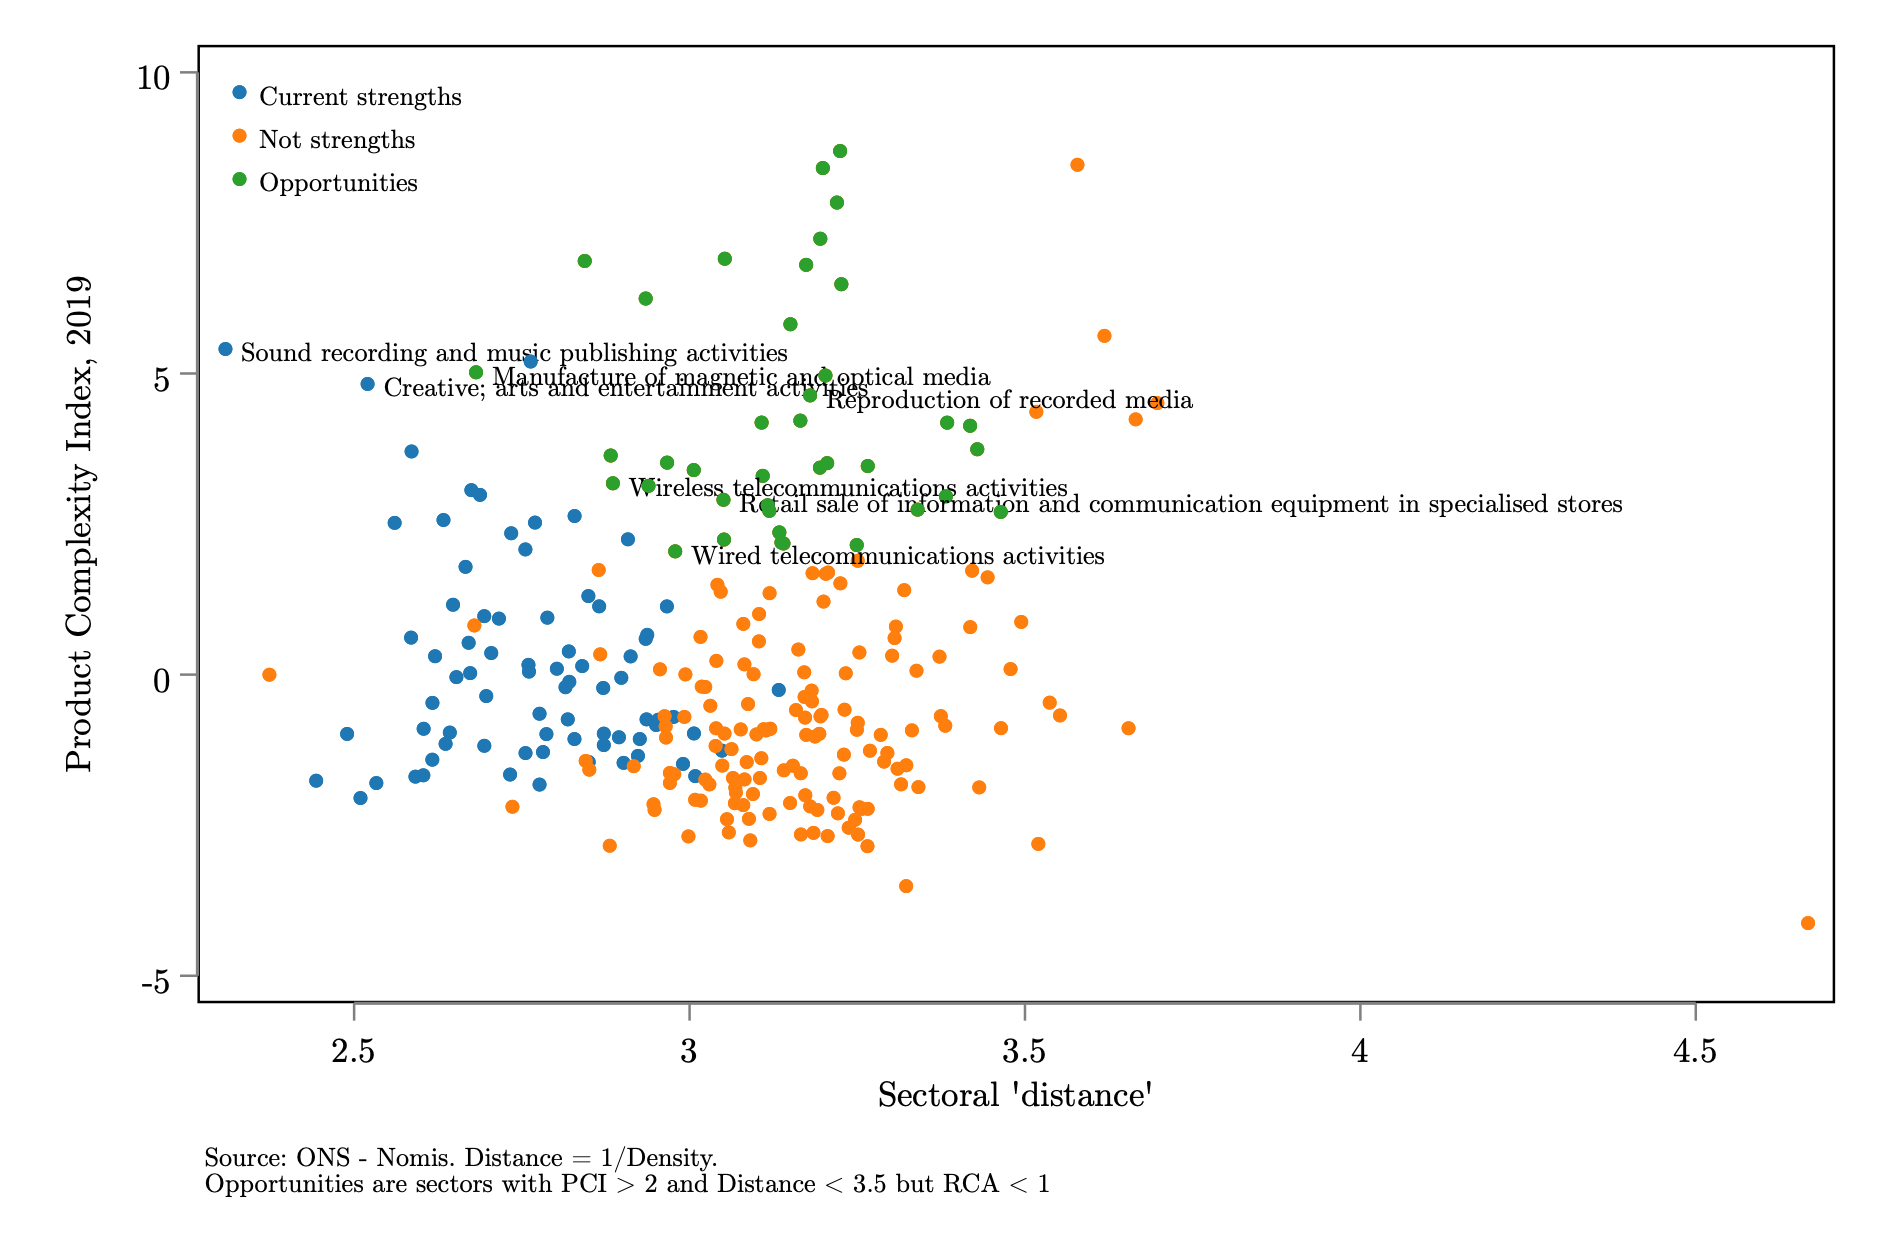 10
Current strengths
Not strengths
Opportunities
Product Complexity Index, 2019
Sound recording and music publishing activities
5
Manufacture of magnetic and optical media
Creative; arts and entertainment activities
Reproduction of recorded media
Wireless telecommunications activities
Retail sale of information and communication equipment in specialised stores
Wired telecommunications activities
0
-5
2.5 3 3.5 4 4.5
Sectoral 'distance'
Source: ONS - Nomis. Distance = 1/Density.
Opportunities are sectors with PCI > 2 and Distance < 3.5 but RCA < 1